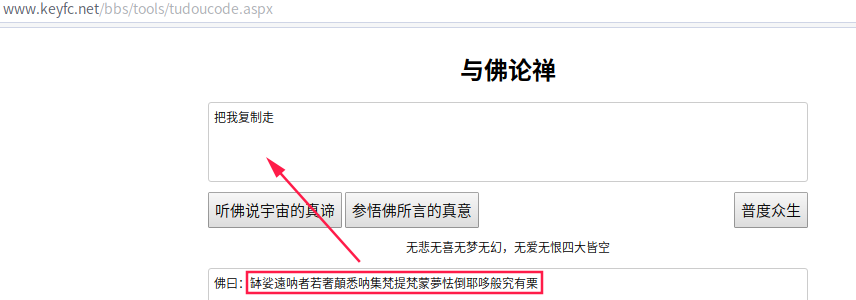 www.keyfc.net/bbs/tools/tudoucode.aspx
与佛论禅
把我复制走
听佛说宇宙的真谛 参悟佛所言的真意 普度众生
无悲无喜无梦无幻，无爱无恨四大皆空
佛曰：缽娑遠呐者若奢顛悉呐集梵提梵蒙夢怯倒耶哆般究有栗